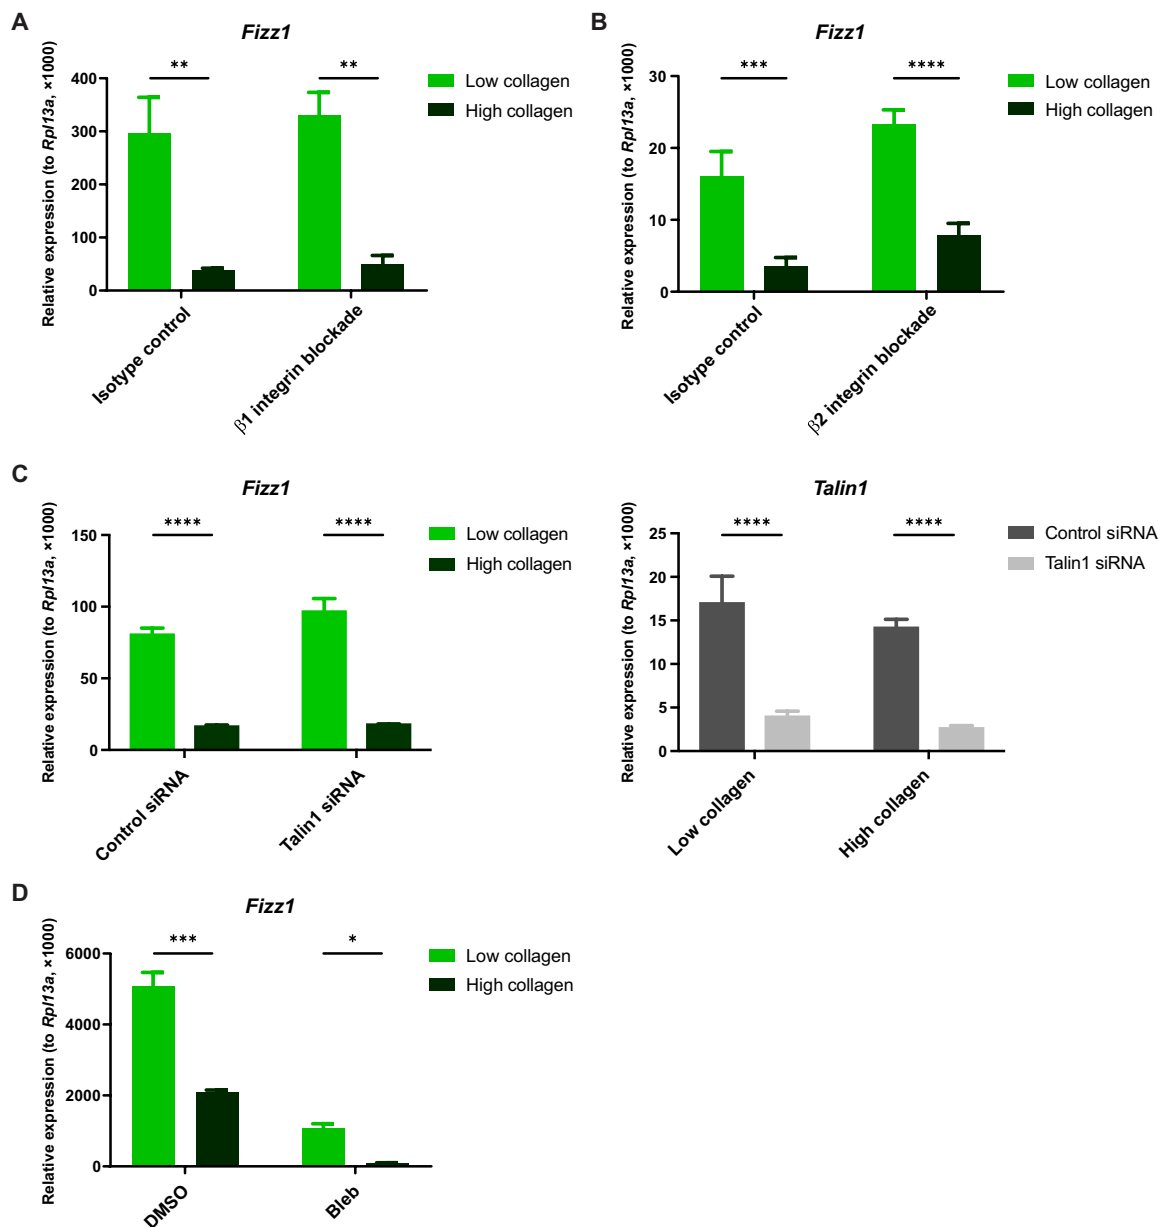 A
Fizz1
Relative expression (to Rpl13a, ×1000)
400
300
200
100
0
**
**
Low collagen
High collagen
Isotype control
β1 integrin blockade
B
Fizz1
Relative expression (to Rpl13a, ×1000)
30
20
10
0
***
****
Low collagen
High collagen
Isotype control
β2 integrin blockade
C
Fizz1
Relative expression (to Rpl13a, ×1000)
150
100
50
0
****
****
Low collagen
High collagen
Control siRNA
Talin1 siRNA
Talin1
Relative expression (to Rpl13a, ×1000)
25
20
15
10
5
0
****
****
Control siRNA
Talin1 siRNA
Low collagen
High collagen
D
Fizz1
Relative expression (to Rpl13a, ×1000)
6000
4000
2000
0
***
*
Low collagen
High collagen
DMSO
Bleb